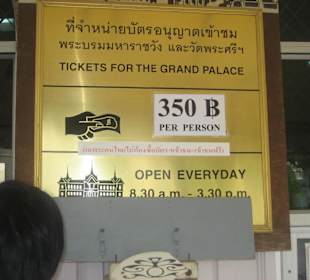 ที่จำหน่ายบัตรอนุญาตเข้าชม
พระบรมมหาราชวัง และวัดพระศรีฯ
TICKETS FOR THE GRAND PALACE
350 ฿
PER PERSON
OPEN EVERYDAY
8.30 a.m. - 3.30 p.m.